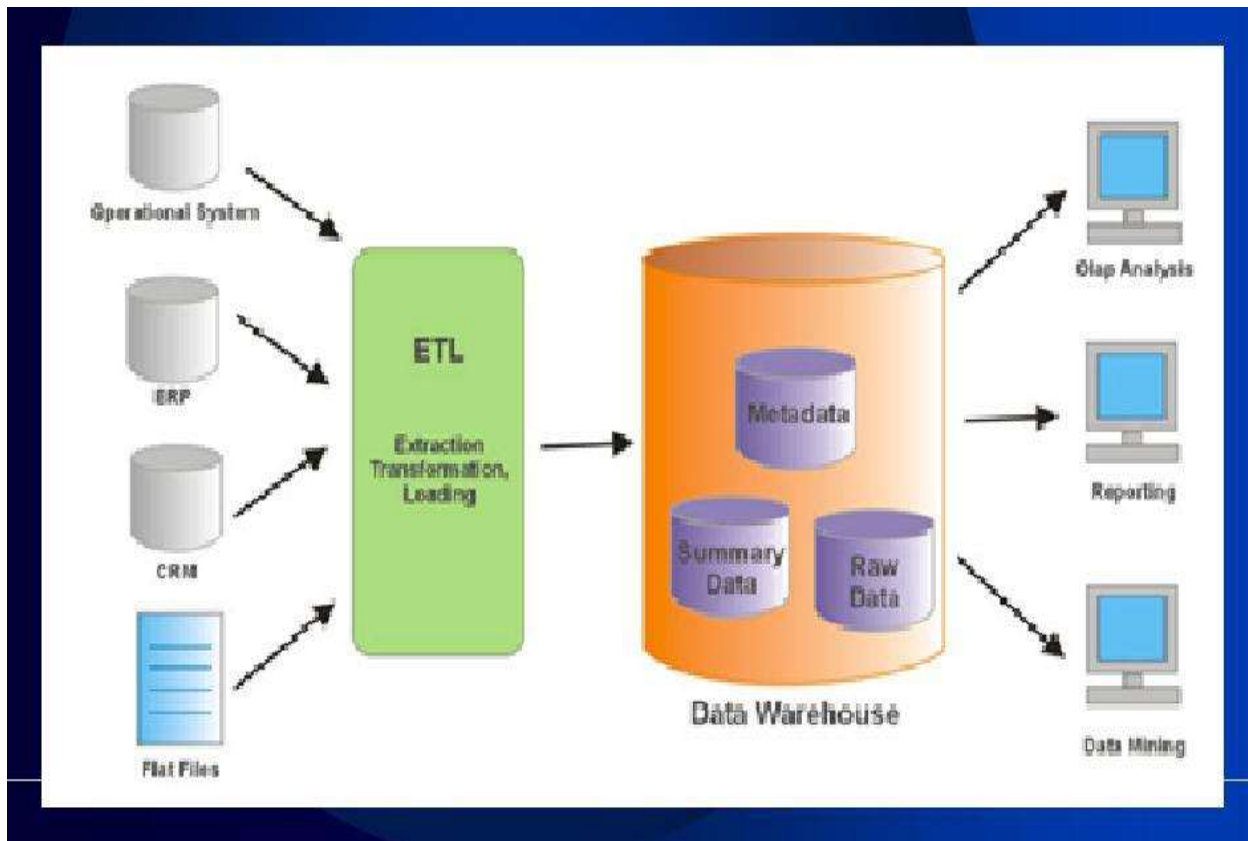 Operational System
ERP
CRM
Flat Files
ETL
Extraction
Transformation,
Loading
Metadata
Summary
Data
Raw
Data
Data Warehouse
Olap Analysis
Reporting
Data Mining